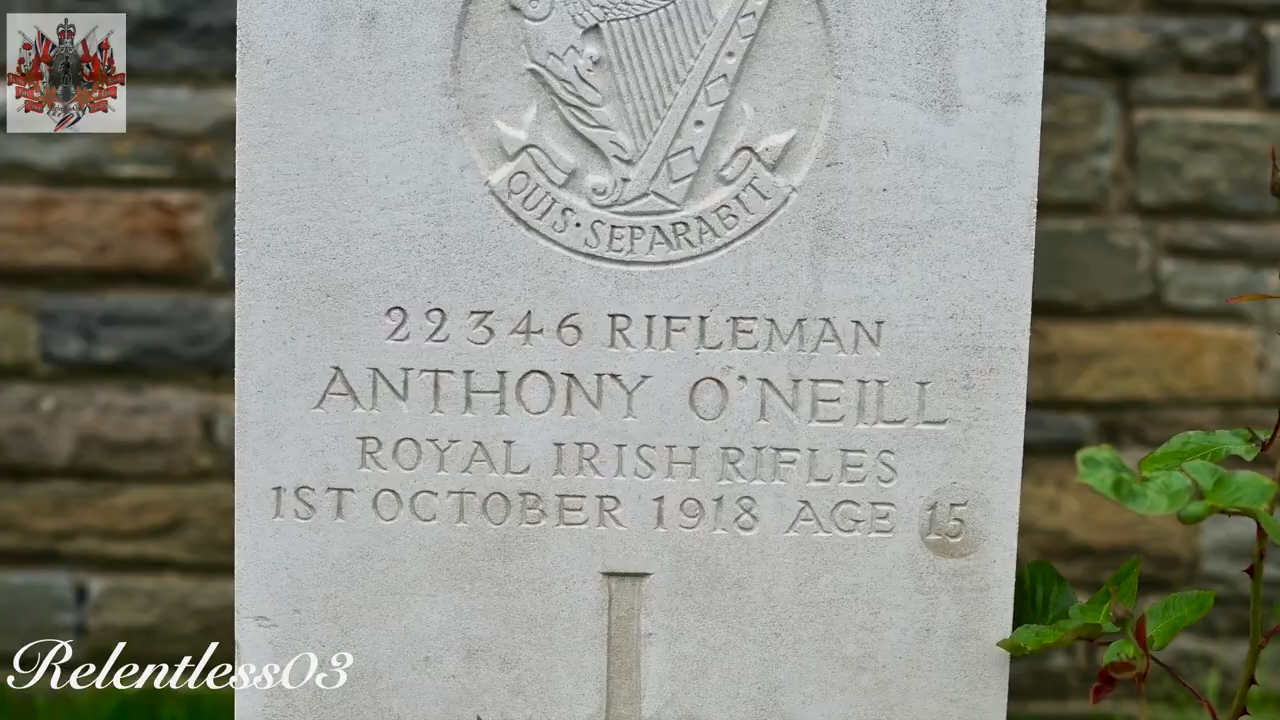 QUIS · SEPARABIT
22346 RIFLEMAN
ANTHONY O'NEILL
ROYAL IRISH RIFLES
1ST OCTOBER 1918 AGE 15
Relentless03